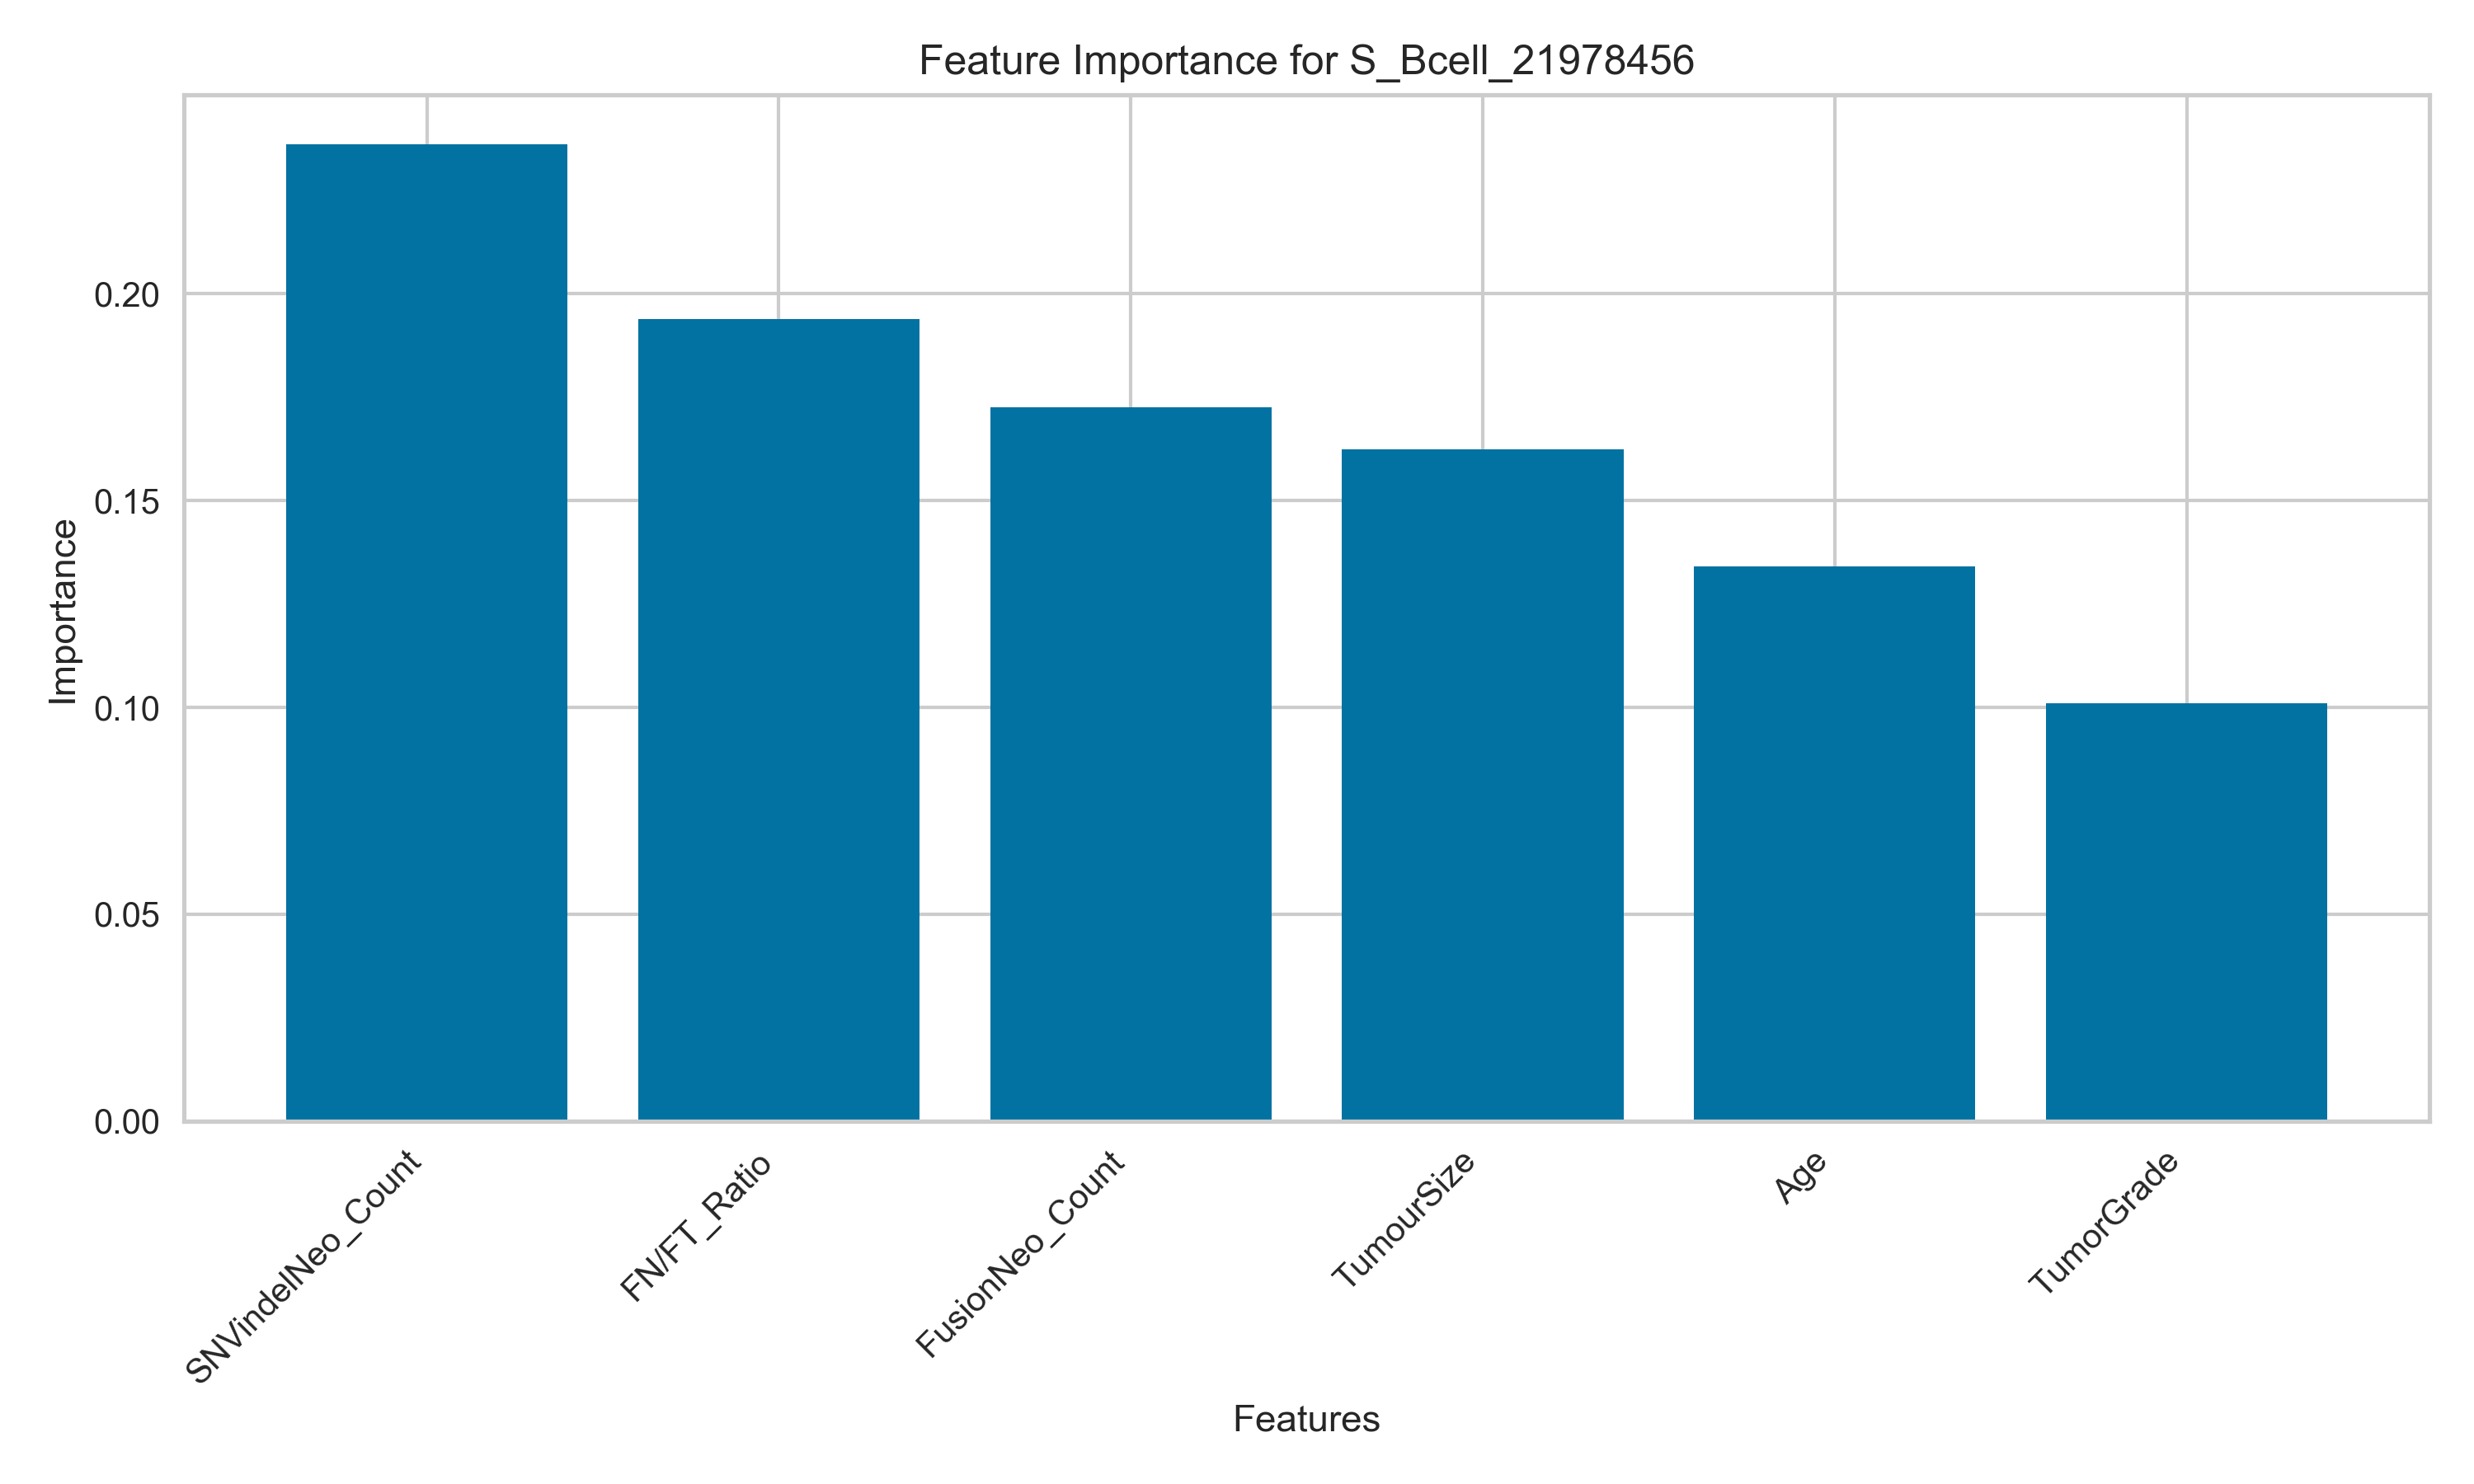 Feature Importance for S_Bcell_21978456
Importance
0.20
0.15
0.10
0.05
0.00
SNVindelNeo_Count
FN/FT_Ratio
FusionNeo_Count
TumourSize
Age
TumorGrade
Features